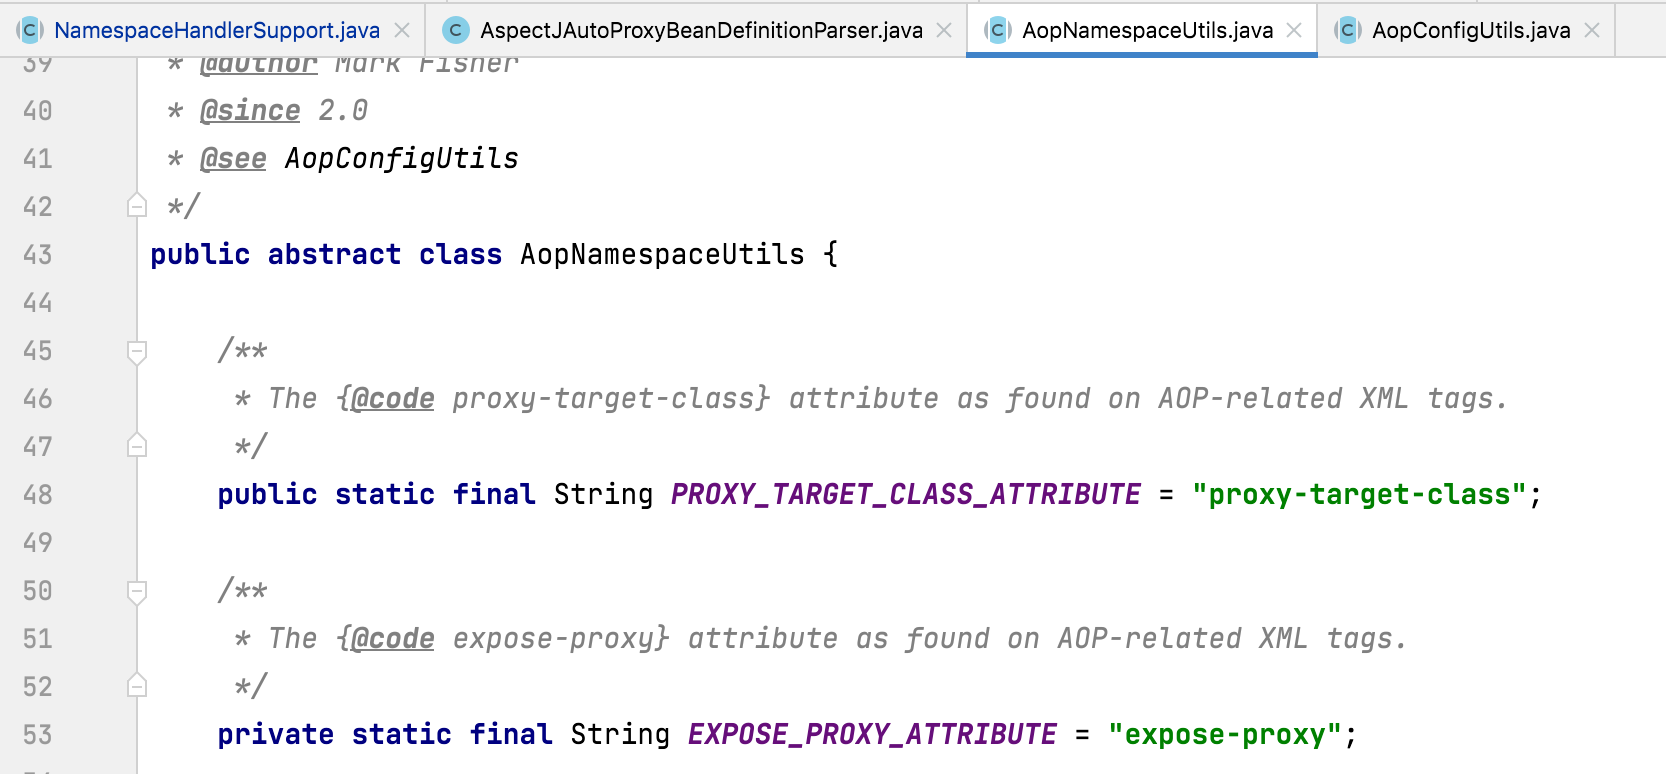 NamespaceHandlerSupport.java AspectJAutoProxyBeanDefinitionParser.java AopNamespaceUtils.java AopConfigUtils.java
39 * @author Mark Fisher
40 * @since 2.0
41 * @see AopConfigUtils
42 */
43 public abstract class AopNamespaceUtils {
44
45 /**
46 * The {@code proxy-target-class} attribute as found on AOP-related XML tags.
47 */
48 public static final String PROXY_TARGET_CLASS_ATTRIBUTE = "proxy-target-class";
49
50 /**
51 * The {@code expose-proxy} attribute as found on AOP-related XML tags.
52 */
53 private static final String EXPOSE_PROXY_ATTRIBUTE = "expose-proxy";